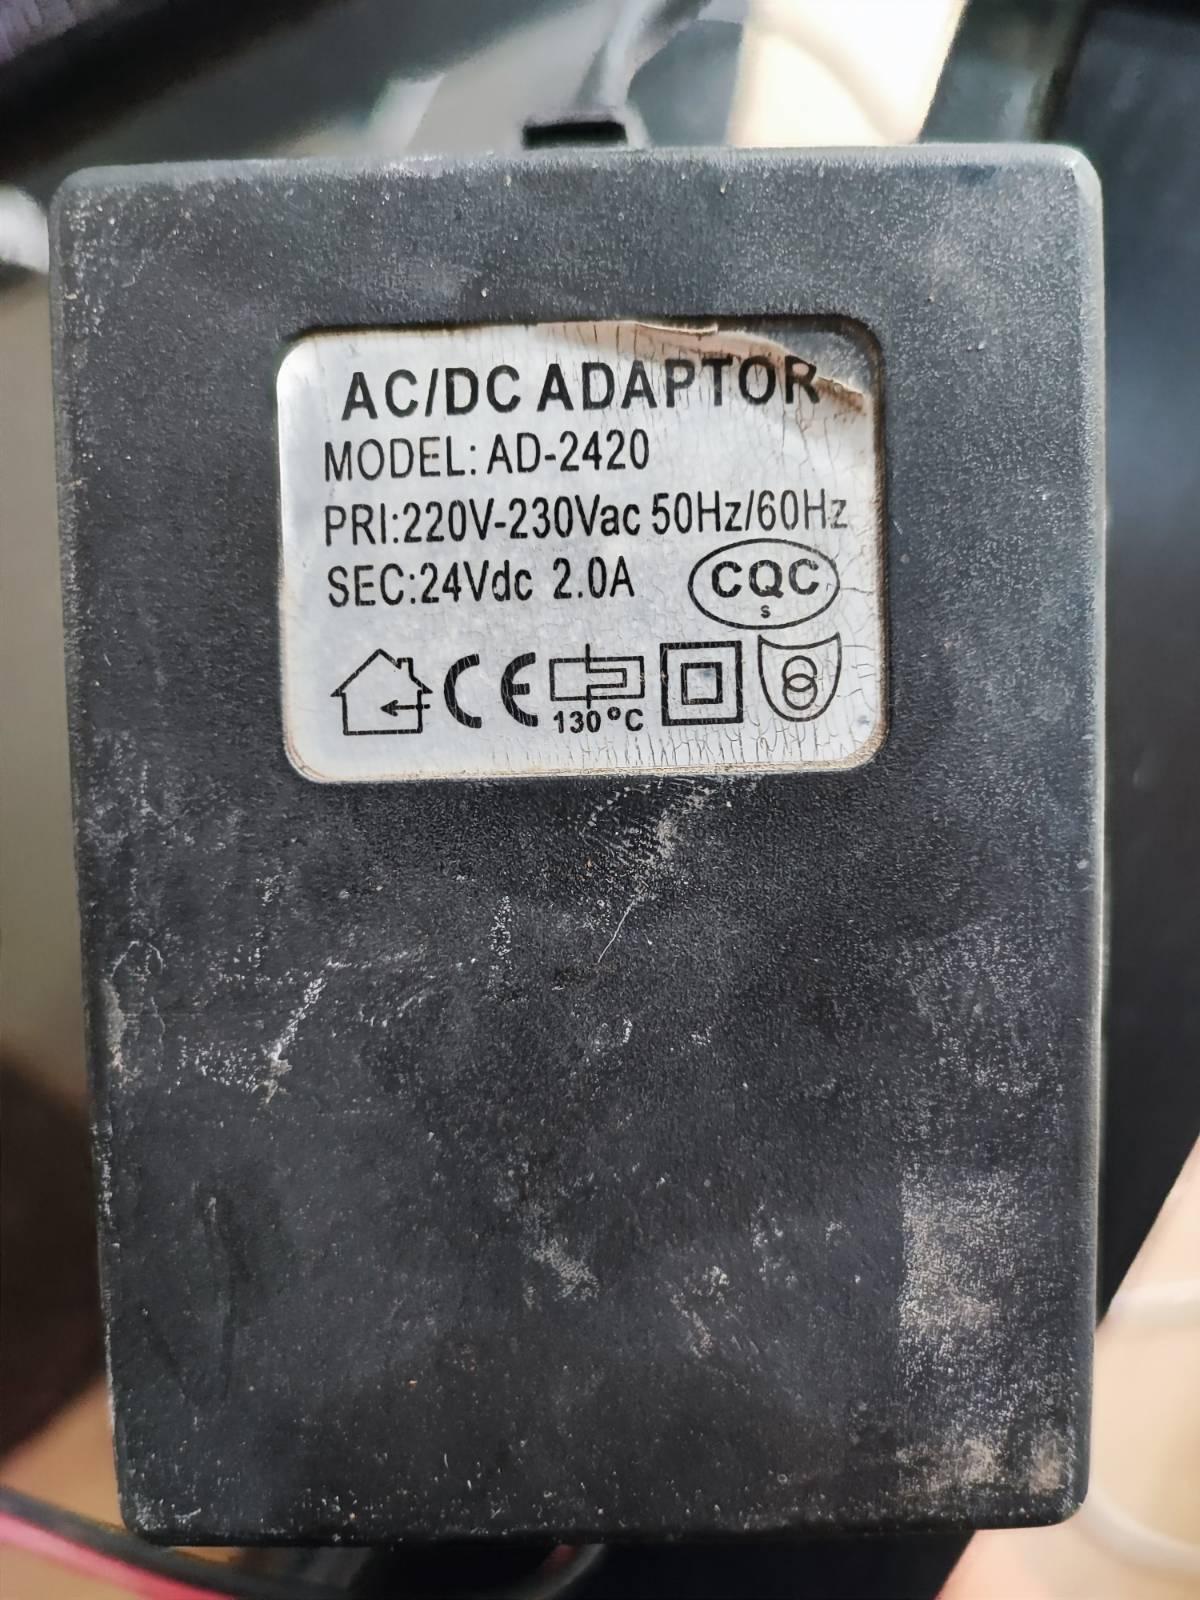 AC/DC ADAPTOR
MODEL: AD-2420
PRI:220V-230Vac 50Hz/60Hz
SEC:24Vdc 2.0A
CQC
S
CE
130°C